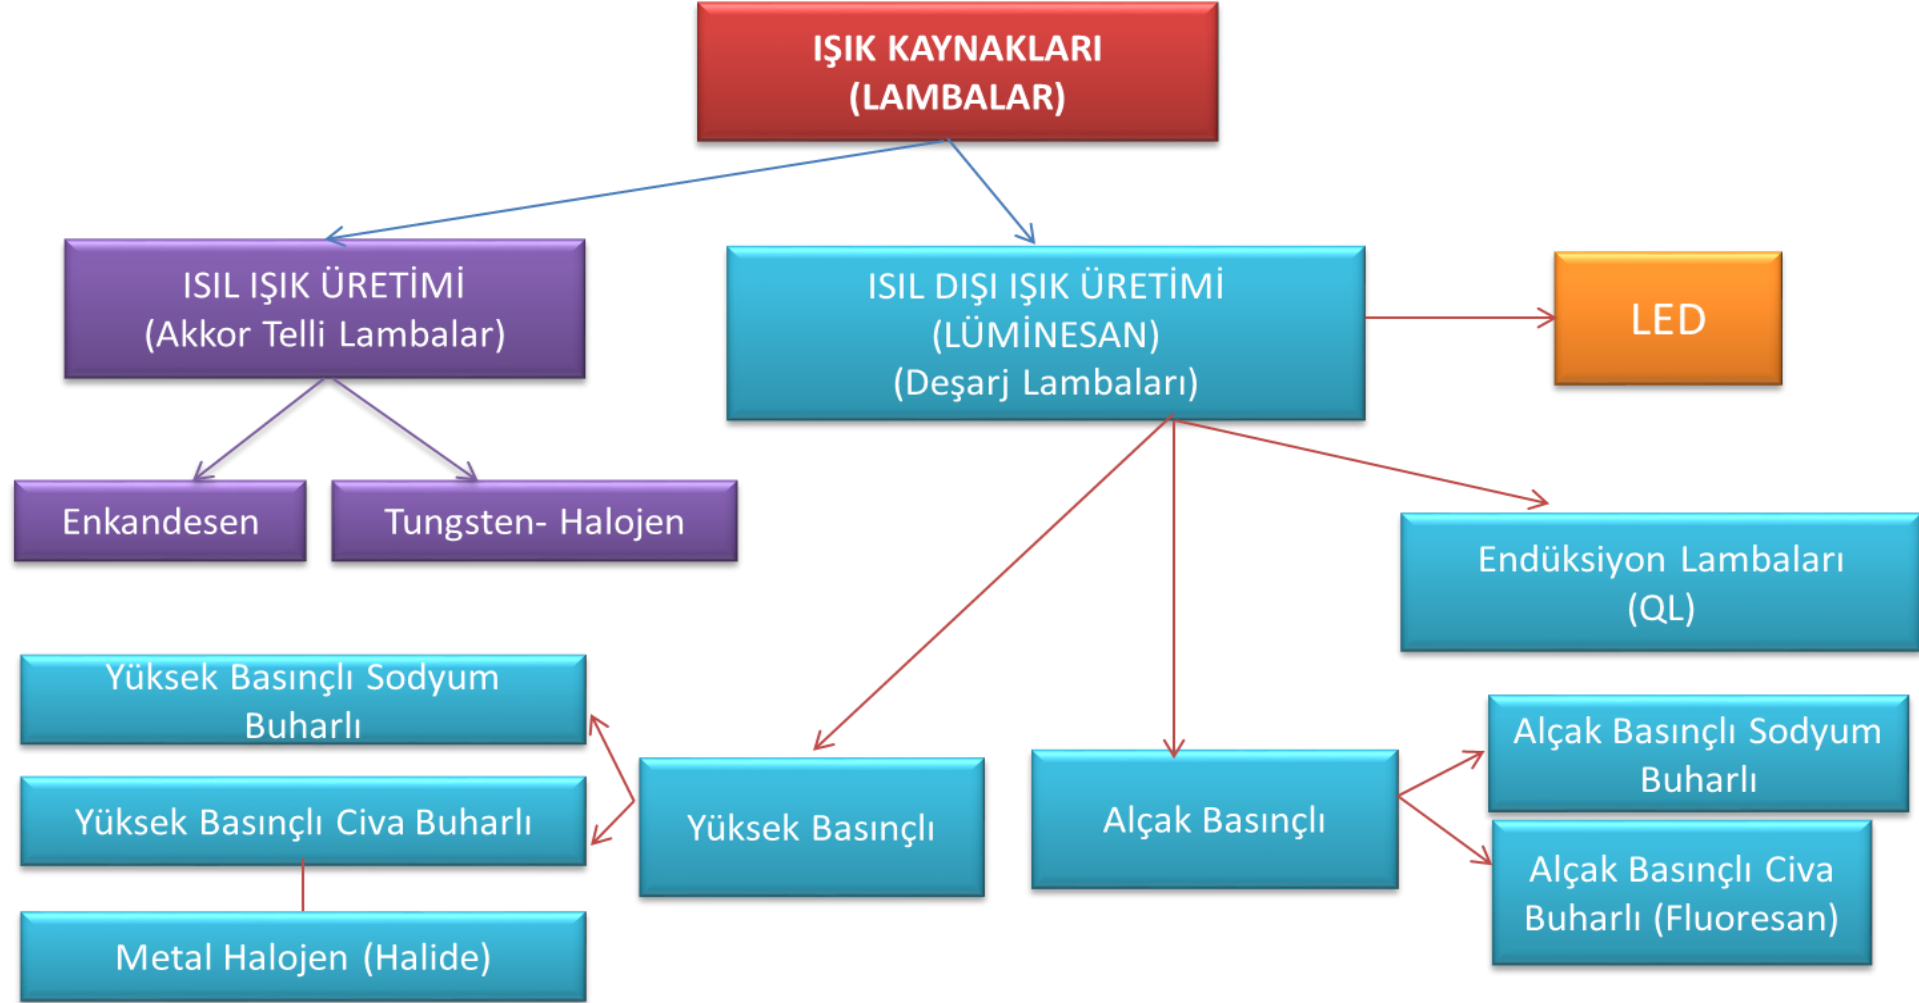 IŞIK KAYNAKLARI
(LAMBALAR)
ISIL IŞIK ÜRETİMİ
(Akkor Telli Lambalar)
ISIL DIŞI IŞIK ÜRETİMİ
(LÜMİNESAN)
(Deşarj Lambaları)
LED
Enkandesen
Tungsten- Halojen
Endüksiyon Lambaları
(QL)
Yüksek Basınçlı Sodyum
Buharlı
Yüksek Basınçlı Civa Buharlı
Metal Halojen (Halide)
Yüksek Basınçlı
Alçak Basınçlı
Alçak Basınçlı Sodyum
Buharlı
Alçak Basınçlı Civa
Buharlı (Fluoresan)